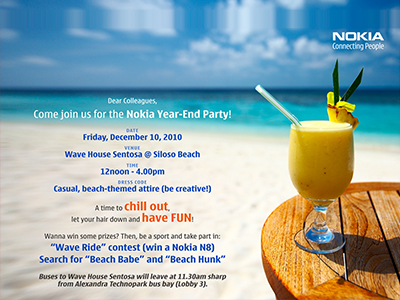 NOKIA
Connecting People
Dear Colleagues,
Come join us for the Nokia Year-End Party!
DATE
Friday, December 10, 2010
VENUE
Wave House Sentosa @ Siloso Beach
TIME
12noon - 4.00pm
DRESS CODE
Casual, beach-themed attire (be creative!)
A time to chill out,
let your hair down and have FUN!
Wanna win some prizes? Then, be a sport and take part in:
“Wave Ride” contest (win a Nokia N8)
Search for “Beach Babe” and “Beach Hunk”
Buses to Wave House Sentosa will leave at 11.30am sharp
from Alexandra Technopark bus bay (Lobby 3).